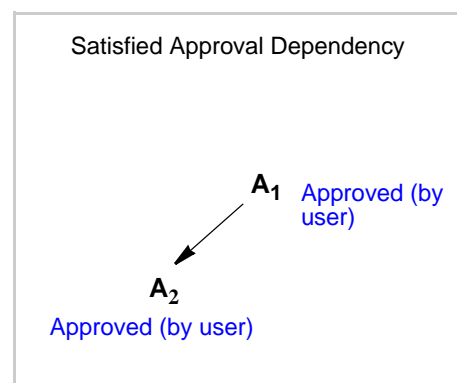 Satisfied Approval Dependency
A1 Approved (by
user)
A2
Approved (by user)